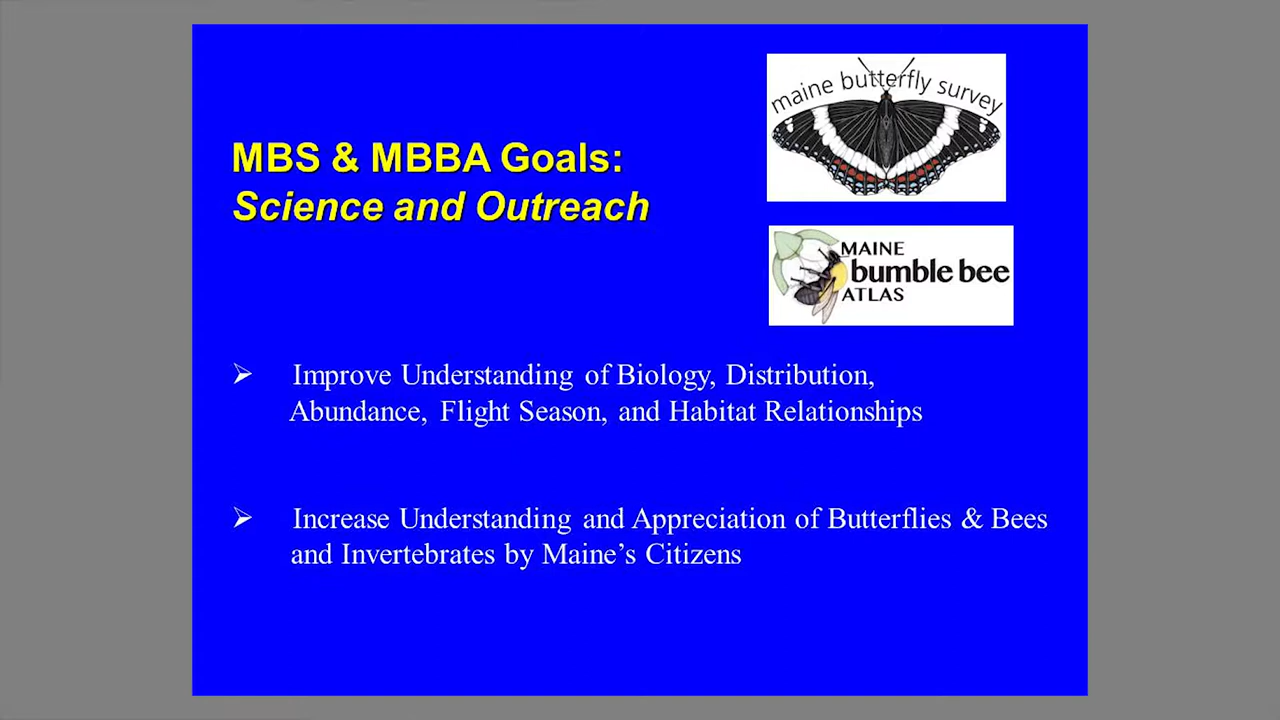 maine butterfly survey
MBS & MBBA Goals:
Science and Outreach
MAINE
bumble bee
ATLAS
Improve Understanding of Biology, Distribution,
Abundance, Flight Season, and Habitat Relationships
Increase Understanding and Appreciation of Butterflies & Bees
and Invertebrates by Maine's Citizens